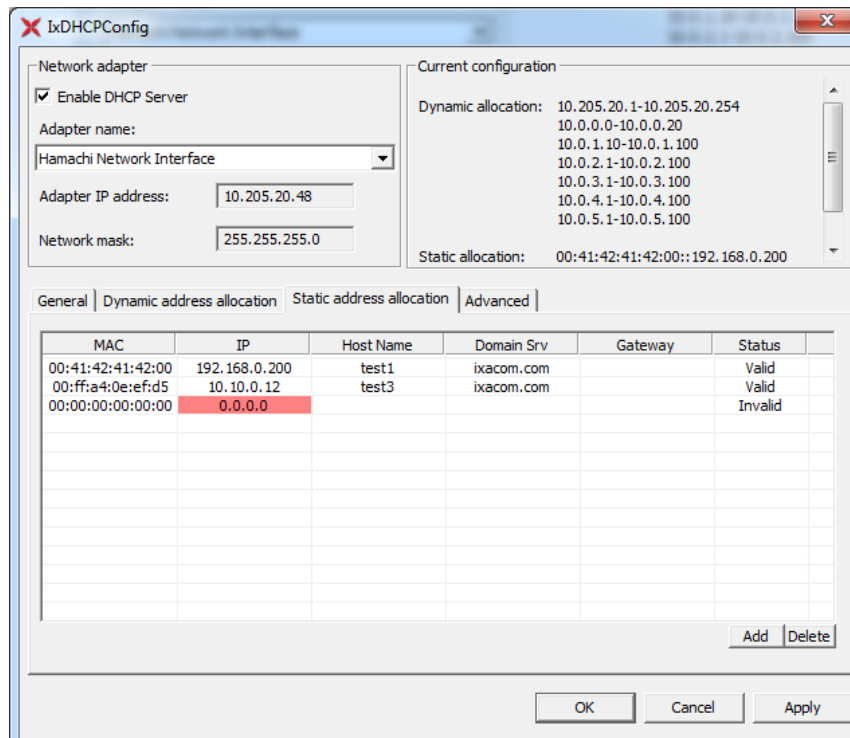 IxDHCPConfig
Network adapter
Enable DHCP Server
Adapter name:
Hamachi Network Interface
Adapter IP address: 10.205.20.48
Network mask: 255.255.255.0
Current configuration
Dynamic allocation: 10.205.20.1-10.205.20.254
10.0.0.0-10.0.0.20
10.0.1.10-10.0.1.100
10.0.2.1-10.0.2.100
10.0.3.1-10.0.3.100
10.0.4.1-10.0.4.100
10.0.5.1-10.0.5.100
Static allocation: 00:41:42:41:42:00::192.168.0.200
General Dynamic address allocation Static address allocation Advanced
MAC IP Host Name Domain Srv Gateway Status
00:41:42:41:42:00 192.168.0.200 test1 ixacom.com Valid
00:ff:a4:0e:ef:d5 10.10.0.12 test3 ixacom.com Valid
00:00:00:00:00:00 0.0.0.0 Invalid
Add Delete
OK Cancel Apply